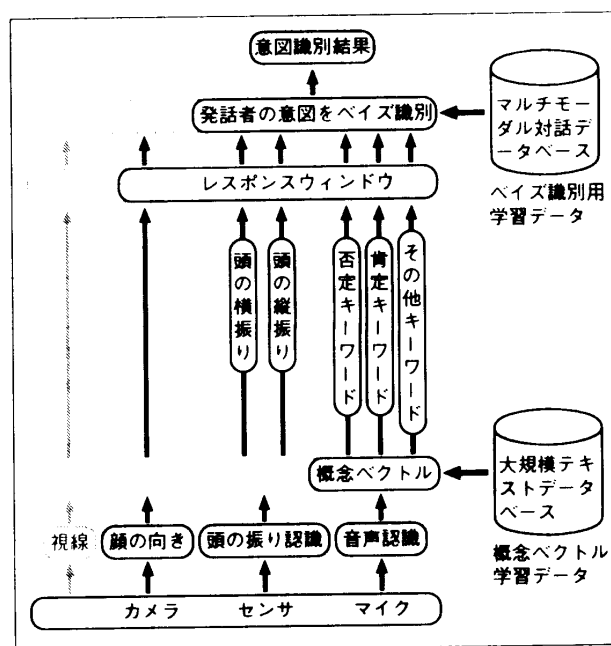 意図識別結果
発話者の意図をベイズ識別
マルチモー
ダル対話デ
ータベース
ベイズ識別用
学習データ
レスポンスウィンドウ
頭の横振り
頭の縦振り
否定キーワード
肯定キーワード
その他キーワード
概念ベクトル
大規模テキ
ストデータ
ベース
概念ベクトル
学習データ
視線
顔の向き
頭の振り認識
音声認識
カメラ
センサ
マイク